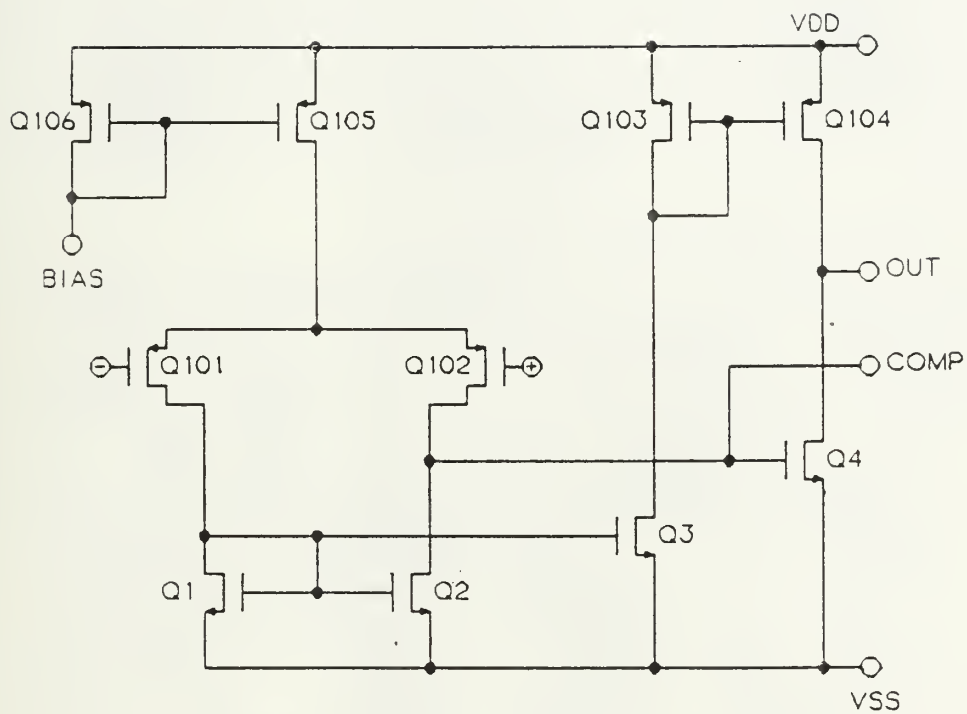 VDD
Q106
Q105
Q103
Q104
BIAS
OUT
- Q101
Q102 +
COMP
Q4
Q3
Q1
Q2
VSS